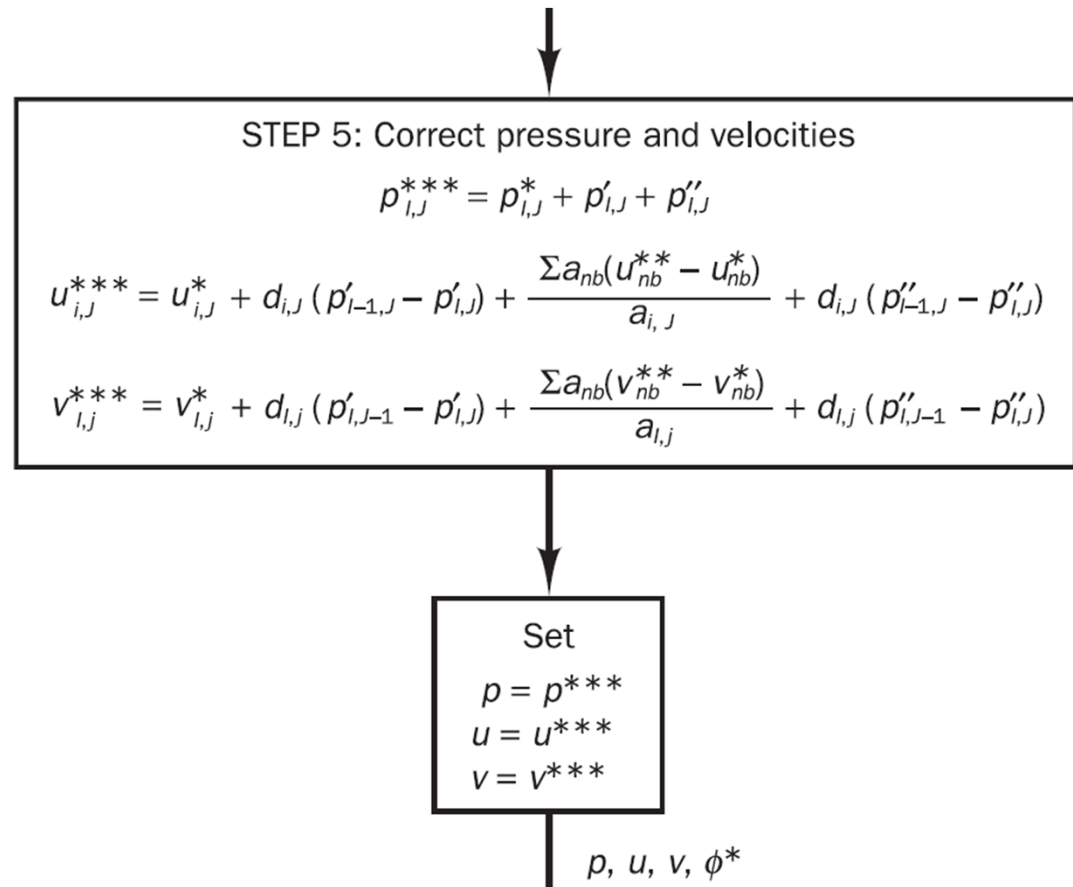 STEP 5: Correct pressure and velocities
p***I,J = p*I,J + p′I,J + p″I,J
u***i,J = u*i,J + di,J (p′I–1,J – p′I,J) + Σanb(u**nb – u*nb) / ai, J + di,J (p″I–1,J – p″I,J)
v***I,j = v*I,j + dI,j (p′I,J–1 – p′I,J) + Σanb(v**nb – v*nb) / aI,j + dI,j (p″I,J–1 – p″I,J)
Set
p = p***
u = u***
v = v***
p, u, v, ϕ*